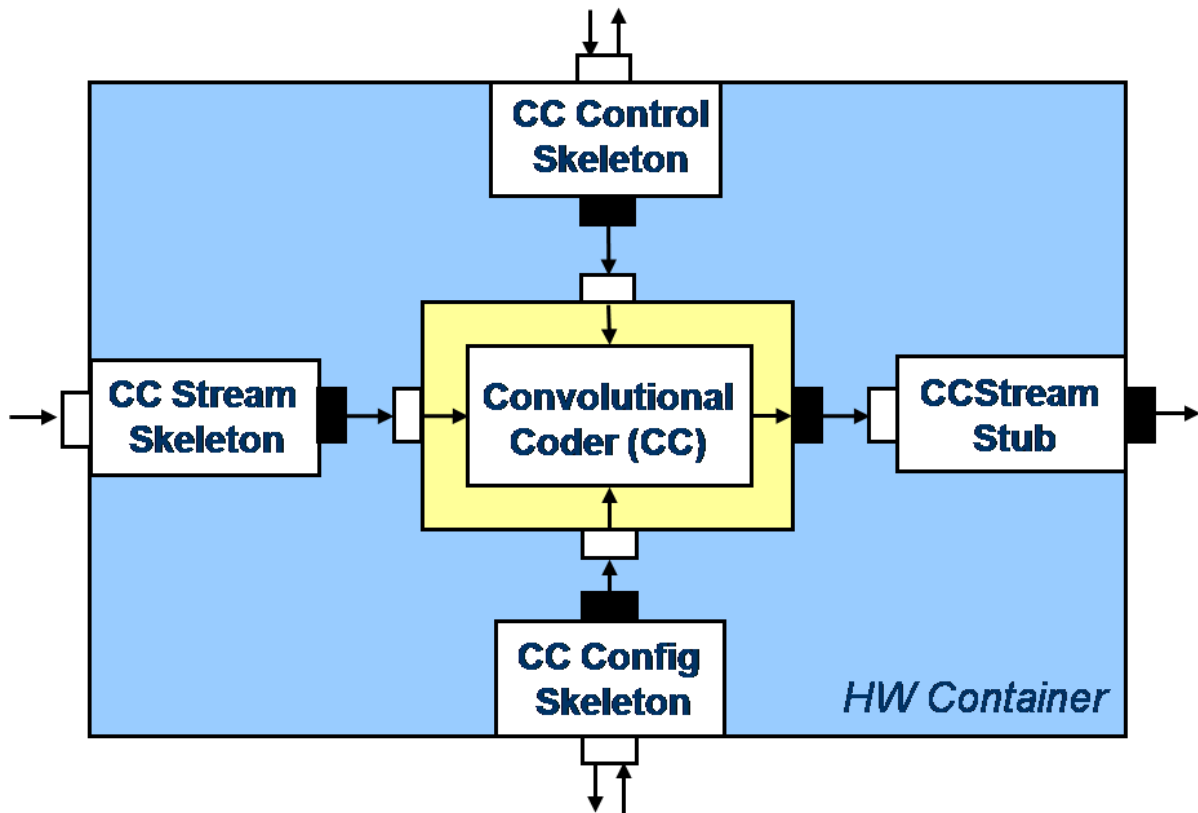 CC Control
Skeleton
CC Stream
Skeleton
Convolutional
Coder (CC)
CCStream
Stub
CC Config
Skeleton
HW Container